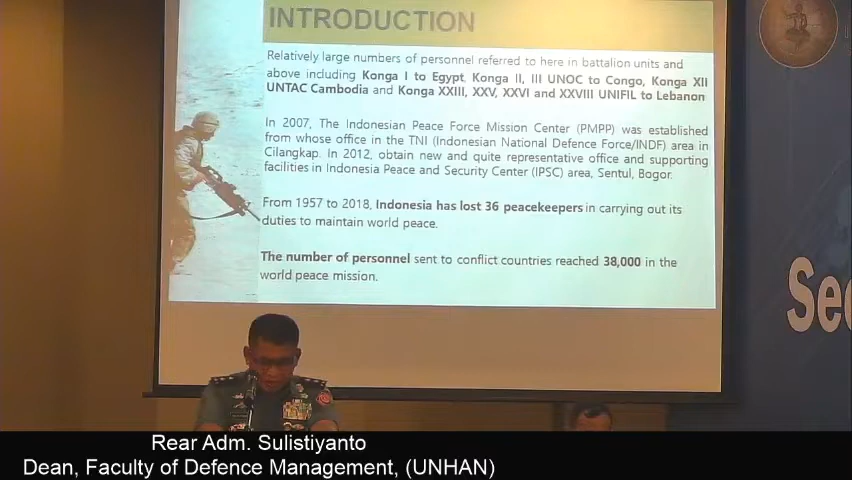 INTRODUCTION
Relatively large numbers of personnel referred to here in battalion units and
above including Konga I to Egypt, Konga II, III UNOC to Congo, Konga XII
UNTAC Cambodia and Konga XXIII, XXV, XXVI and XXVIII UNIFIL to Lebanon
In 2007, The Indonesian Peace Force Mission Center (PMPP) was established
from whose office in the TNI (Indonesian National Defence Force/INDF) area in
Cilangkap. In 2012, obtain new and quite representative office and supporting
facilities in Indonesia Peace and Security Center (IPSC) area, Sentul, Bogor.
From 1957 to 2018, Indonesia has lost 36 peacekeepers in carrying out its
duties to maintain world peace.
The number of personnel sent to conflict countries reached 38,000 in the
world peace mission.
Rear Adm. Sulistiyanto
Dean, Faculty of Defence Management, (UNHAN)